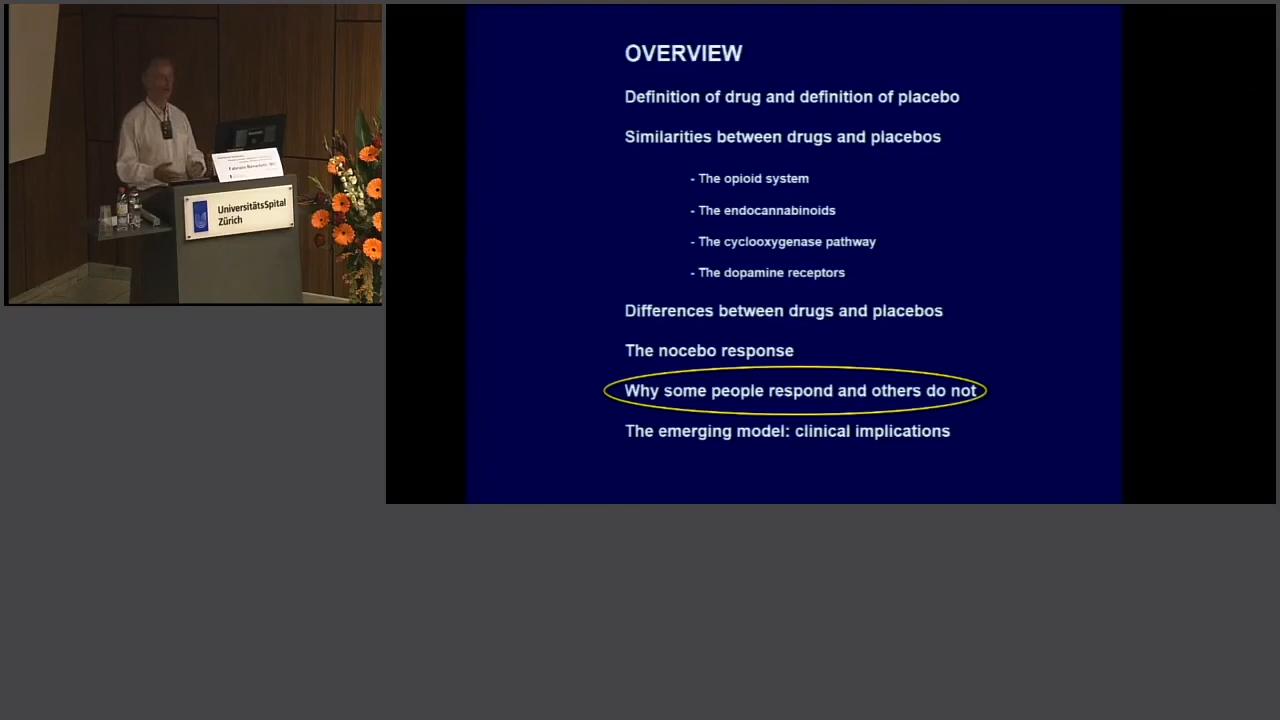 OVERVIEW
Definition of drug and definition of placebo
Similarities between drugs and placebos
- The opioid system
- The endocannabinoids
- The cyclooxygenase pathway
- The dopamine receptors
Differences between drugs and placebos
The nocebo response
Why some people respond and others do not
The emerging model: clinical implications
UniversitätsSpital
Zürich